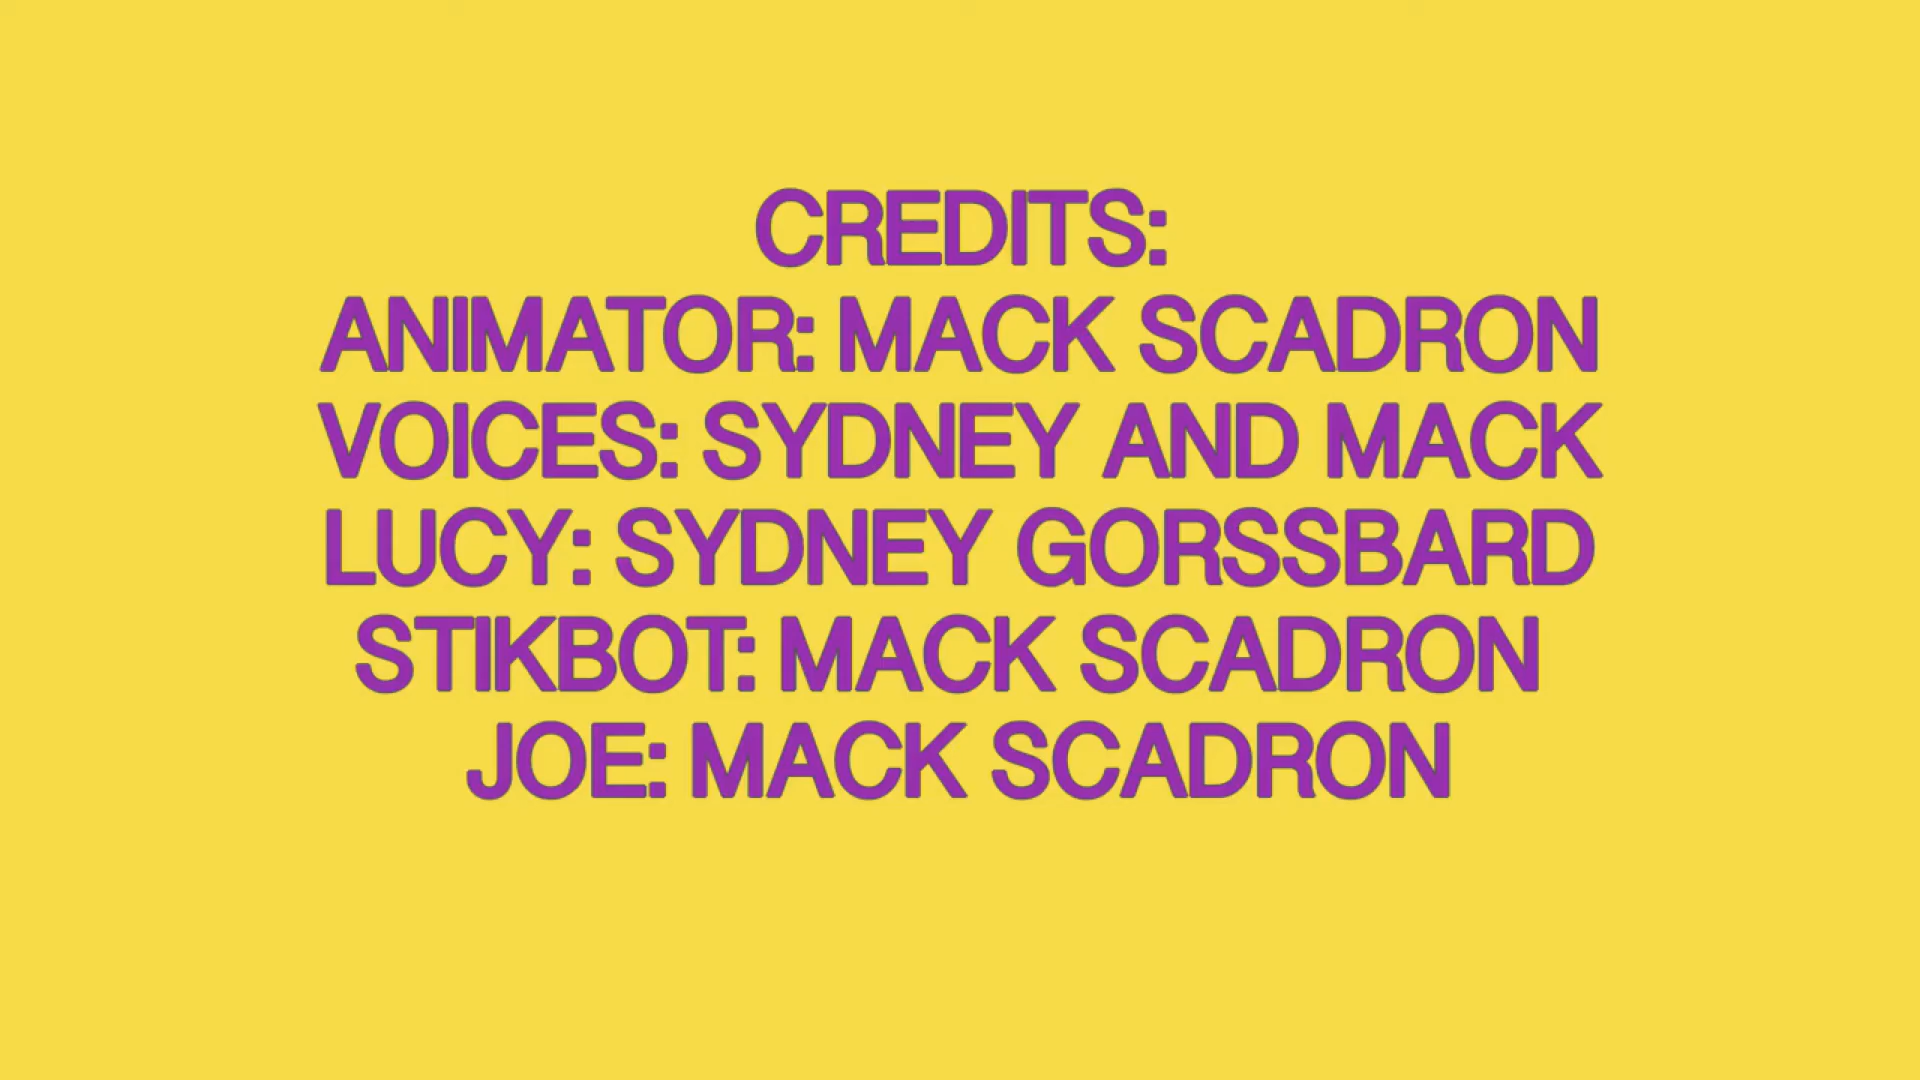 CREDITS:
ANIMATOR: MACK SCADRON
VOICES: SYDNEY AND MACK
LUCY: SYDNEY GORSSBARD
STIKBOT: MACK SCADRON
JOE: MACK SCADRON